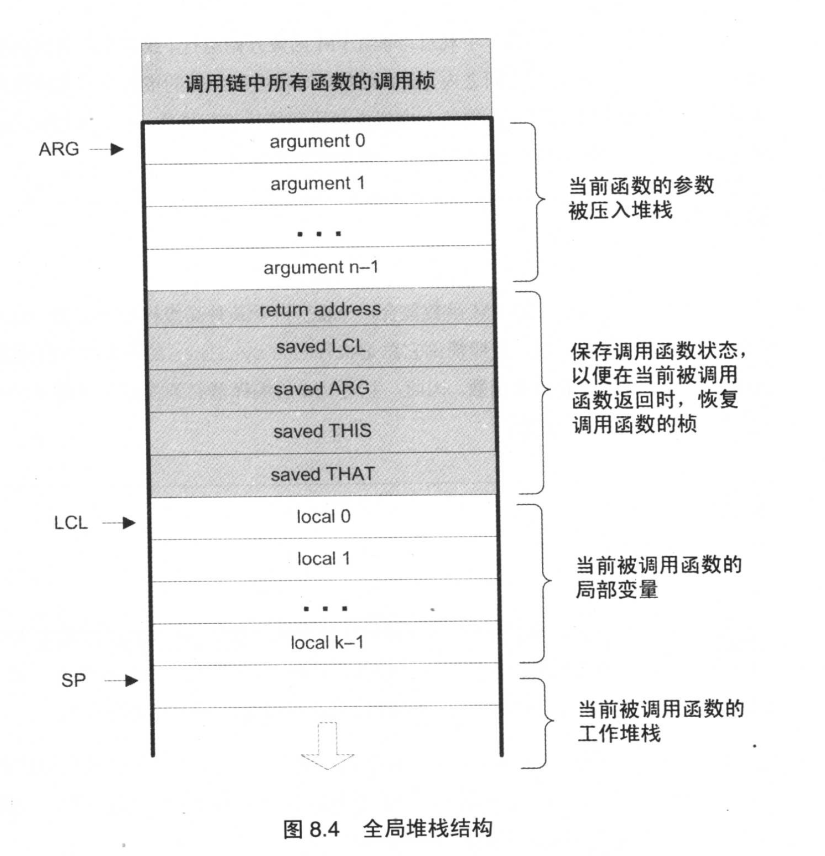 调用链中所有函数的调用桢
ARG
argument 0
argument 1
...
argument n–1
当前函数的参数
被压入堆栈
return address
saved LCL
saved ARG
saved THIS
saved THAT
保存调用函数状态，
以便在当前被调用
函数返回时，恢复
调用函数的桢
LCL
local 0
local 1
...
local k–1
当前被调用函数的
局部变量
SP
当前被调用函数的
工作堆栈
图 8.4 全局堆栈结构